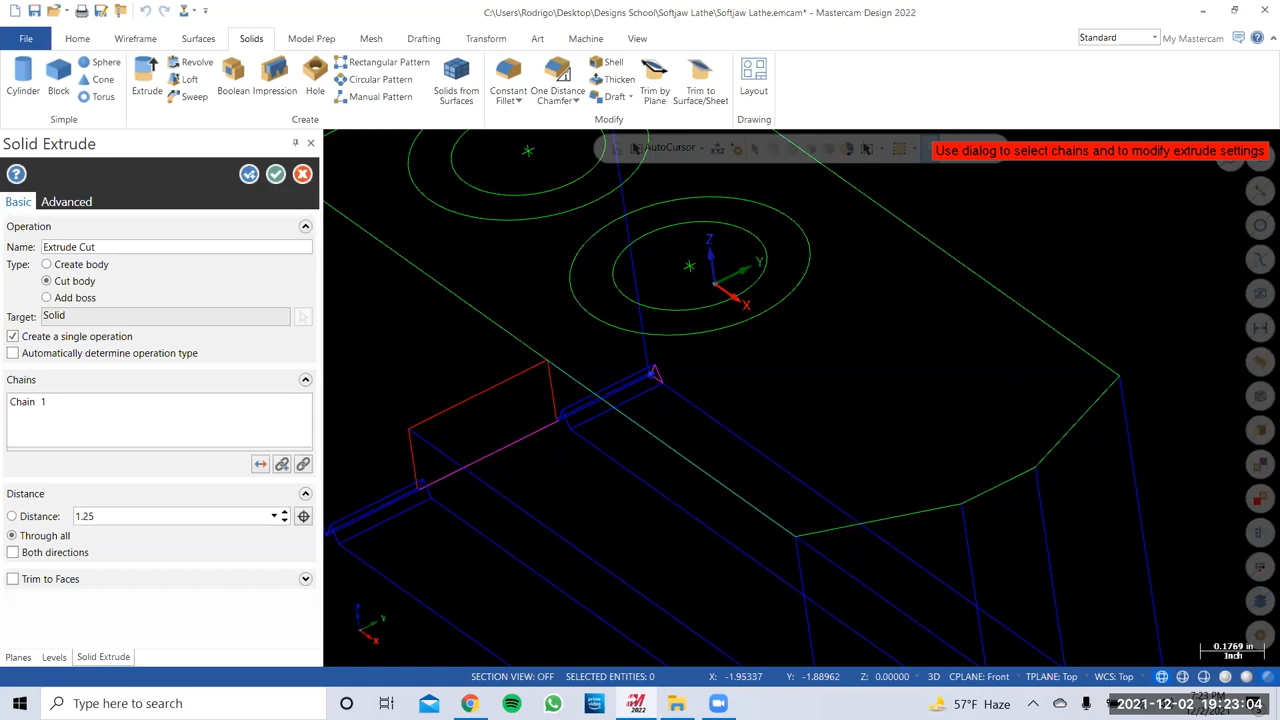 C:\Users\Rodrigo\Desktop\Designs School\Softjaw Lathe\Softjaw Lathe.emcam* - Mastercam Design 2022
File Home Wireframe Surfaces Solids Model Prep Mesh Drafting Transform Art Machine View Standard My Mastercam
Cylinder Block Sphere Cone Torus
Simple
Extrude Revolve Loft Sweep Boolean Impression Hole Rectangular Pattern Circular Pattern Manual Pattern Solids from Surfaces
Create
Constant Fillet One Distance Chamfer Shell Thicken Draft Trim by Plane Trim to Surface/Sheet
Modify
Layout
Drawing
Solid Extrude
AutoCursor
Use dialog to select chains and to modify extrude settings
Basic Advanced
Operation
Name: Extrude Cut
Type: Create body
Cut body
Add boss
Target: Solid
Create a single operation
Automatically determine operation type
Chains
Chain 1
Distance
Distance: 1.25
Through all
Both directions
Trim to Faces
Z
Y
X
Z
Y
X
0.1769 in
Inch
Planes Levels Solid Extrude
SECTION VIEW: OFF SELECTED ENTITIES: 0 X: -1.95337 Y: -1.88962 Z: 0.00000 3D CPLANE: Front TPLANE: Top WCS: Top
Type here to search
2022
57°F Haze
7:23 PM
2021-12-02 19:23:04
12/2/2021